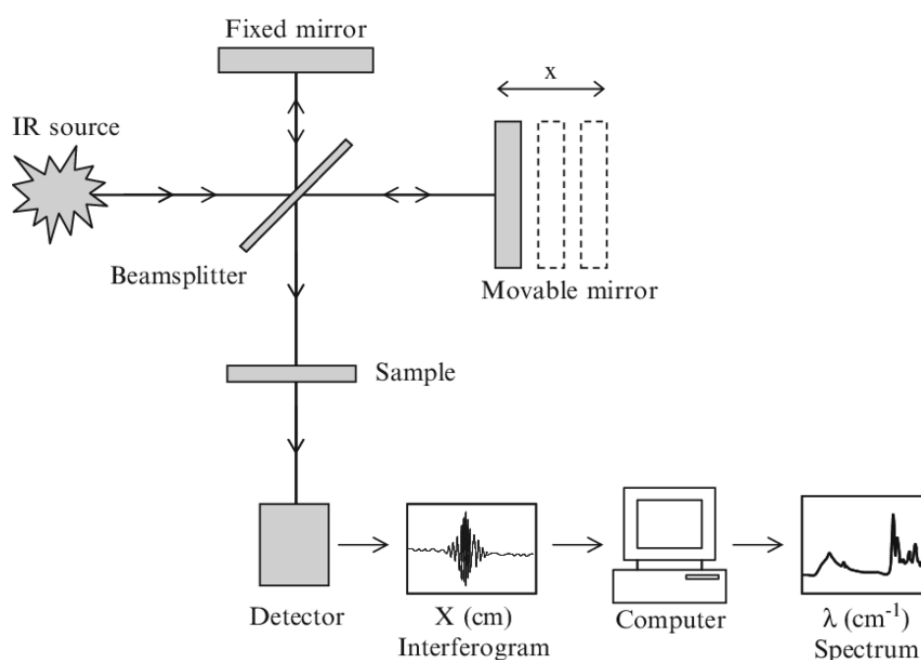 Fixed mirror
x
IR source
Beamsplitter
Movable mirror
Sample
Detector
X (cm)
Interferogram
Computer
λ (cm-1)
Spectrum